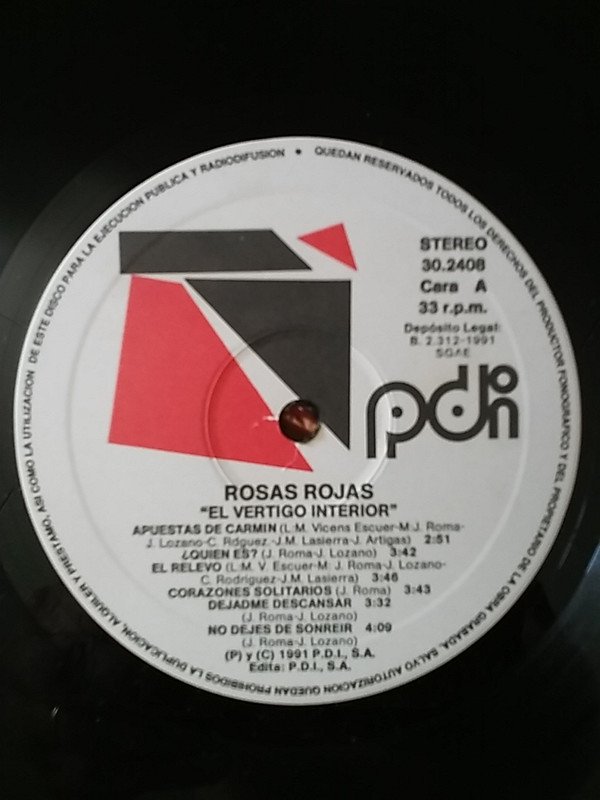 QUEDAN RESERVADOS TODOS LOS DERECHOS DEL PRODUCTOR FONOGRAFICO Y DEL PROPIETARIO DE LA OBRA GRABADA. SALVO AUTORIZACION QUEDAN PROHIBIDOS LA DUPLICACION, ALQUILER Y PRESTAMO, ASI COMO LA UTILIZACION DE ESTE DISCO PARA LA EJECUCION PUBLICA Y RADIODIFUSION •
STEREO
30.2408
Cara A
33 r.p.m.
Depósito Legal:
B. 2.312-1991
SGAE
pdi
ROSAS ROJAS
"EL VERTIGO INTERIOR"
APUESTAS DE CARMIN (L.M. Vicens Escuer-M.J. Roma-
J. Lozano-C. Rdguez.-J.M. Lasierra-J. Artigas) 2:51
¿QUIEN ES? (J. Roma-J. Lozano) 3:42
EL RELEVO (L.M. V. Escuer-M. J. Roma-J. Lozano-
C. Rodríguez-J.M. Lasierra) 3:46
CORAZONES SOLITARIOS (J. Roma) 3:43
DEJADME DESCANSAR 3:32
(J. Roma-J. Lozano)
NO DEJES DE SONREIR 4:09
(J. Roma-J. Lozano)
(P) y (C) 1991 P.D.I., S.A.
Edita: P.D.I., S.A.